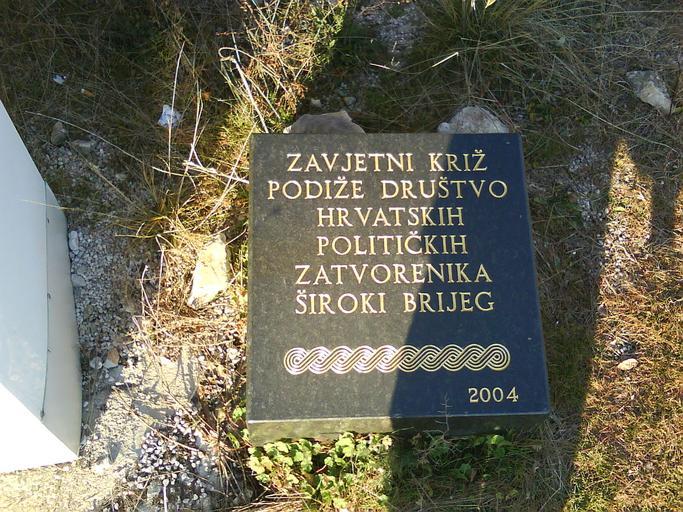 ZAVJETNI KRIŽ
PODIŽE DRUŠTVO
HRVATSKIH
POLITIČKIH
ZATVORENIKA
ŠIROKI BRIJEG
2004